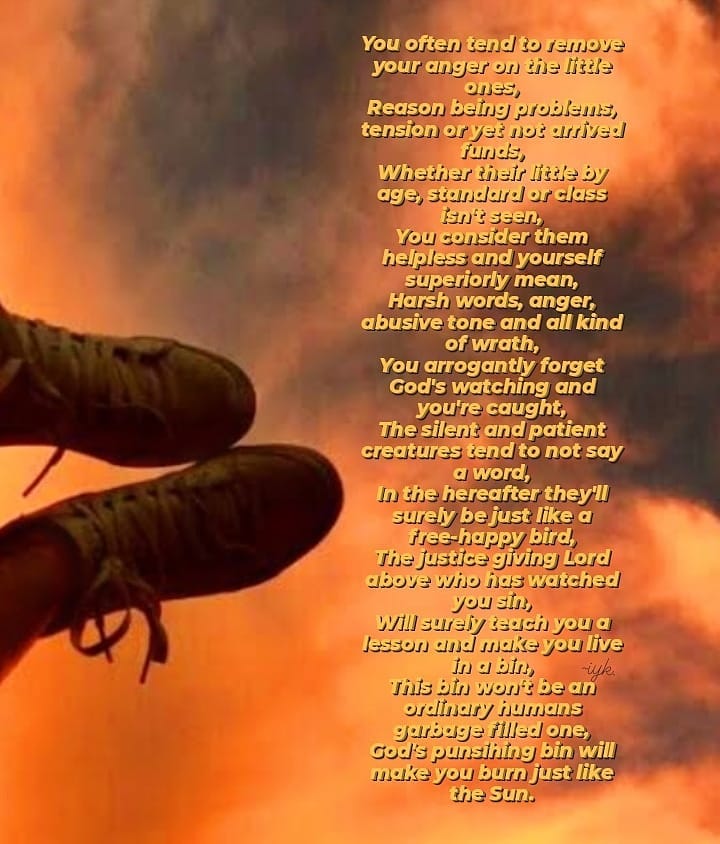 You often tend to remove
your anger on the little
ones,
Reason being problems,
tension or yet not arrived
funds,
Whether their little by
age, standard or class
isn't seen,
You consider them
helpless and yourself
superiorly mean,
Harsh words, anger,
abusive tone and all kind
of wrath,
You arrogantly forget
God's watching and
you're caught,
The silent and patient
creatures tend to not say
a word,
In the hereafter they'll
surely be just like a
free-happy bird,
The justice giving Lord
above who has watched
you sin,
Will surely teach you a
lesson and make you live
in a bin,
-iyk.
This bin won't be an
ordinary humans
garbage filled one,
God's punsihing bin will
make you burn just like
the Sun.